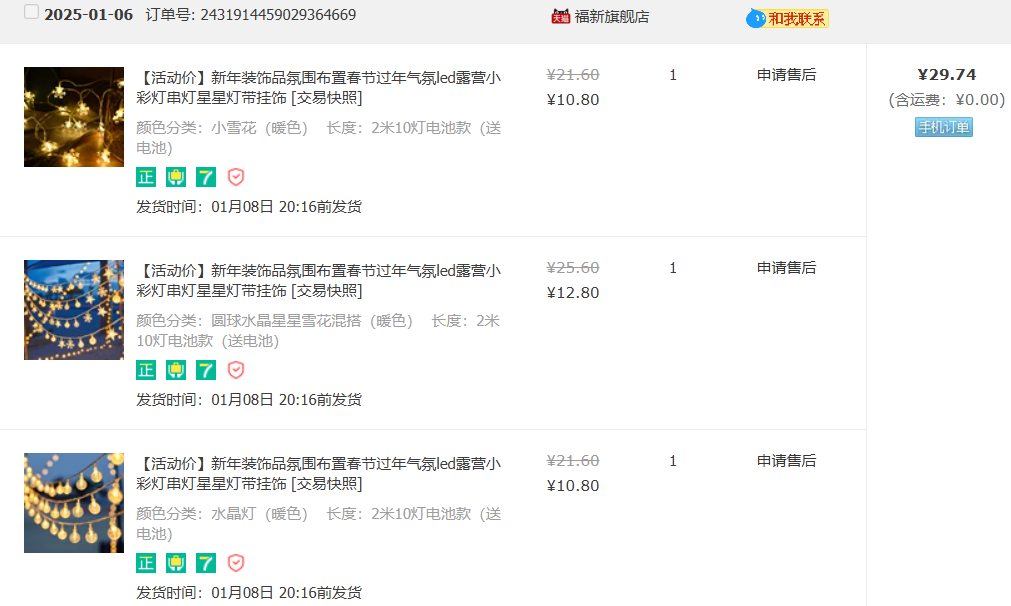 2025-01-06 订单号: 2431914459029364669 天猫 福新旗舰店 和我联系
【活动价】新年装饰品氛围布置春节过年气氛led露营小 ¥21.60 1 申请售后 ¥29.74
彩灯串灯星星灯带挂饰 [交易快照] ¥10.80 (含运费：¥0.00)
颜色分类：小雪花（暖色） 长度：2米10灯电池款（送 手机订单
电池）
正 7
发货时间：01月08日 20:16前发货
【活动价】新年装饰品氛围布置春节过年气氛led露营小 ¥25.60 1 申请售后
彩灯串灯星星灯带挂饰 [交易快照] ¥12.80
颜色分类：圆球水晶星星雪花混搭（暖色） 长度：2米
10灯电池款（送电池）
正 7
发货时间：01月08日 20:16前发货
【活动价】新年装饰品氛围布置春节过年气氛led露营小 ¥21.60 1 申请售后
彩灯串灯星星灯带挂饰 [交易快照] ¥10.80
颜色分类：水晶灯（暖色） 长度：2米10灯电池款（送
电池）
正 7
发货时间：01月08日 20:16前发货